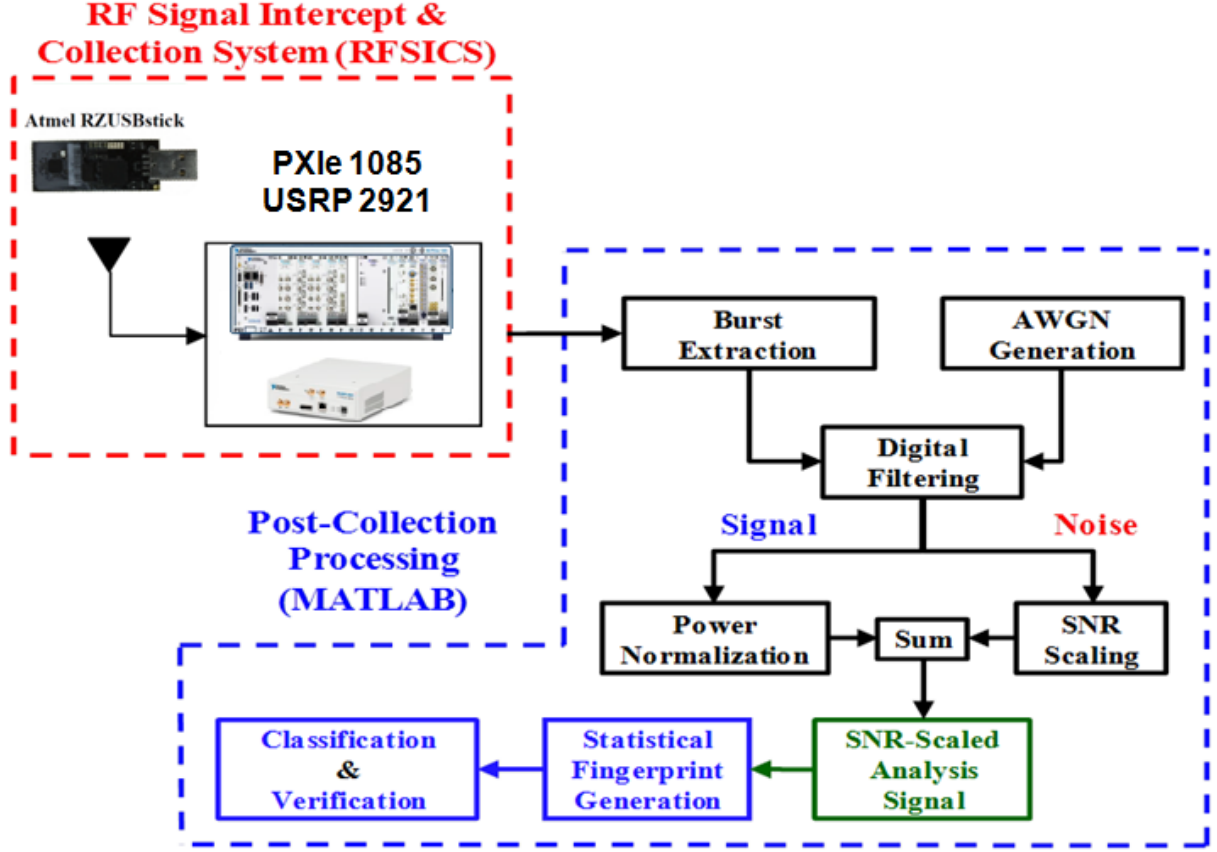 RF Signal Intercept &
Collection System (RFSICS)
Atmel RZUSBstick
PXIe 1085
USRP 2921
Burst
Extraction
AWGN
Generation
Digital
Filtering
Signal
Noise
Post-Collection
Processing
(MATLAB)
Power
Normalization
Sum
SNR
Scaling
Classification
&
Verification
Statistical
Fingerprint
Generation
SNR-Scaled
Analysis
Signal